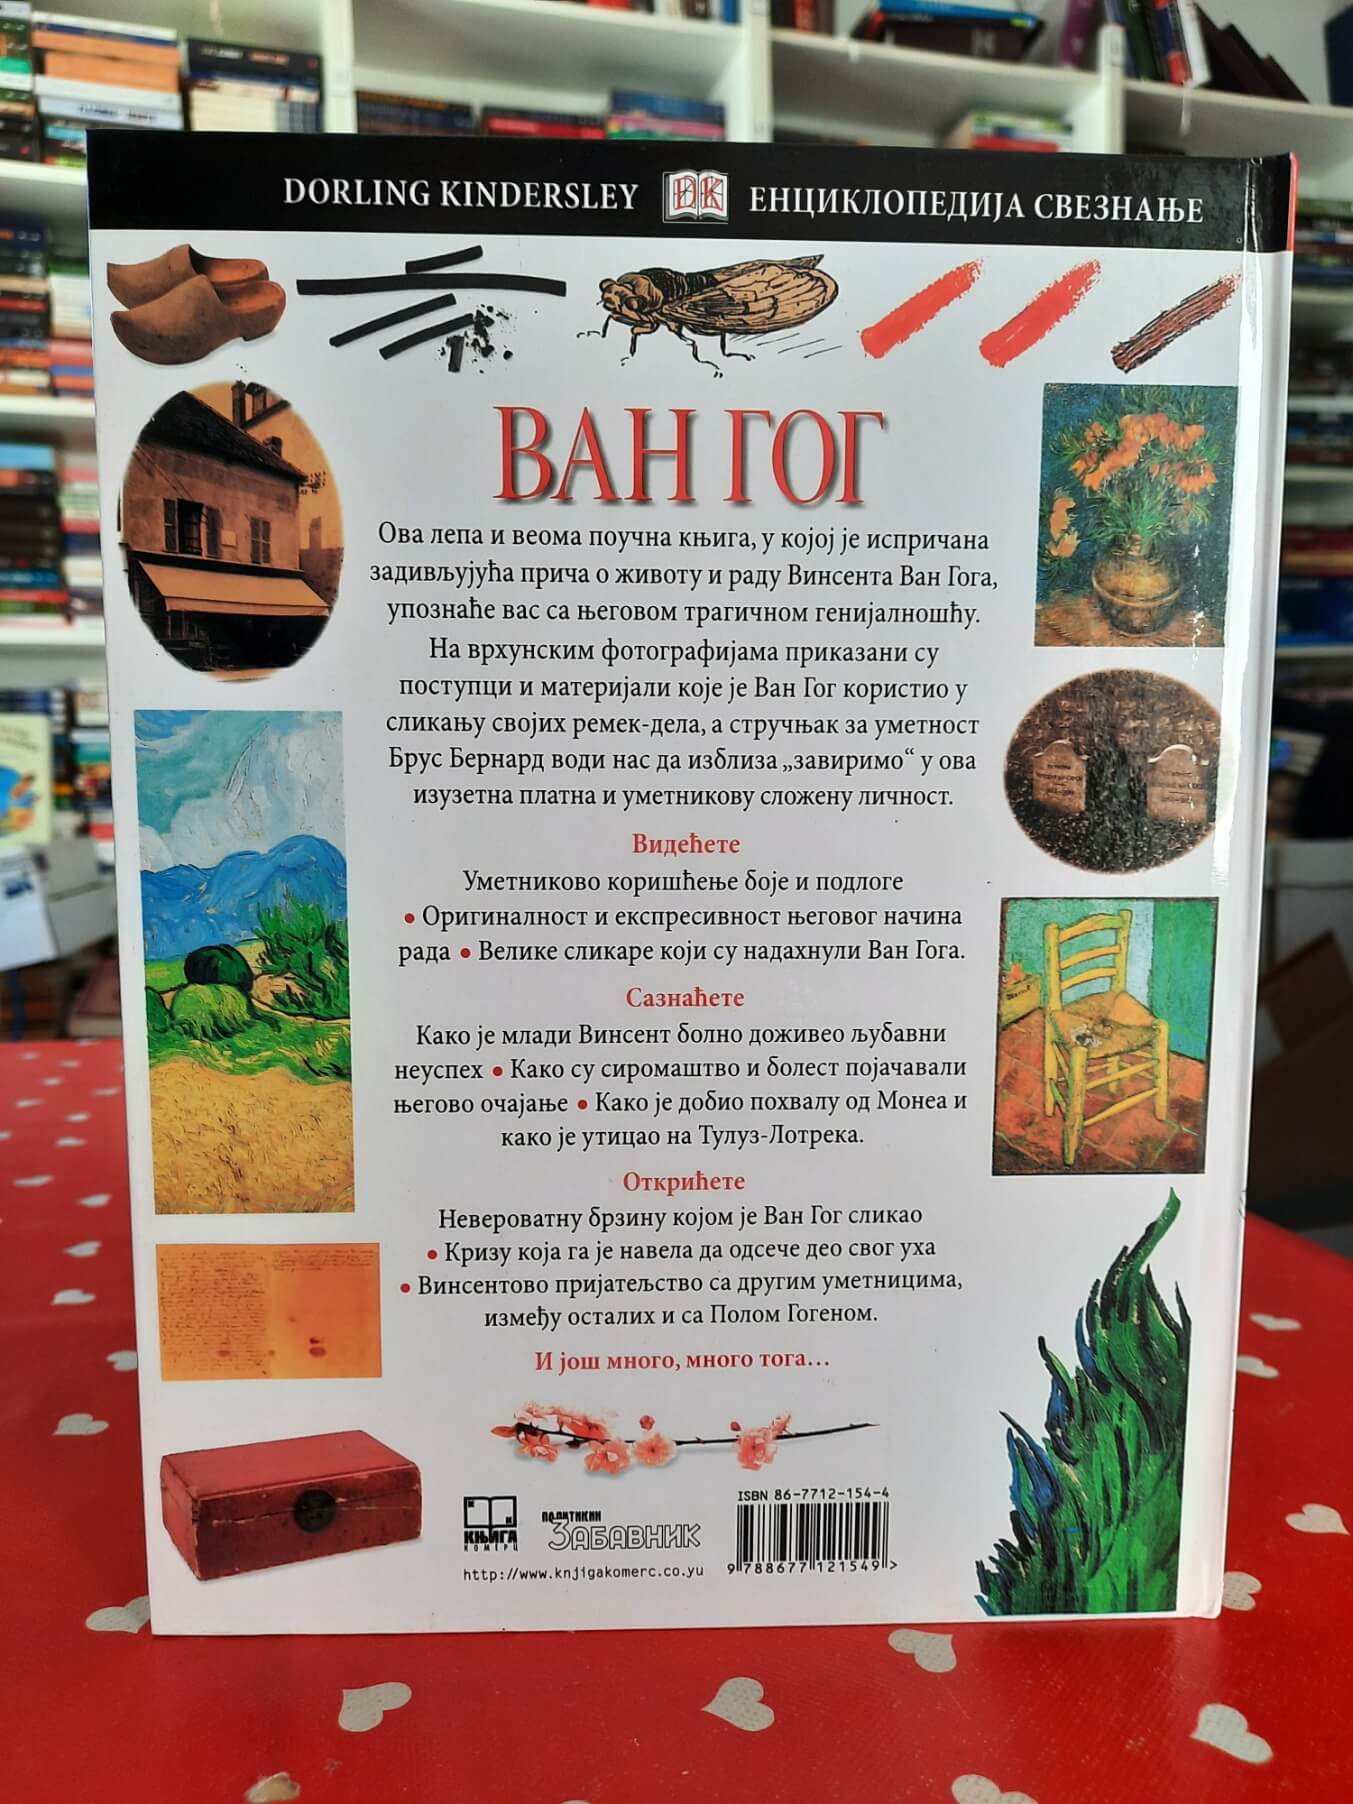 DORLING KINDERSLEY DK ЕНЦИКЛОПЕДИЈА СВЕЗНАЊЕ
ВАН ГОГ
Ова лепа и веома поучна књига, у којој је испричана
задивљујућа прича о животу и раду Винсента Ван Гога,
упознаће вас са његовом трагичном генијалношћу.
На врхунским фотографијама приказани су
поступци и материјали које је Ван Гог користио у
сликању својих ремек-дела, а стручњак за уметност
Брус Бернард води нас да изблиза „завиримо“ у ова
изузетна платна и уметникову сложену личност.
Видећете
Уметниково коришћење боје и подлоге
• Оригиналност и експресивност његовог начина
рада • Велике сликаре који су надахнули Ван Гога.
Сазнаћете
Како је млади Винсент болно доживео љубавни
неуспех • Како су сиромаштво и болест појачавали
његово очајање • Како је добио похвалу од Монеа и
како је утицао на Тулуз-Лотрека.
Открићете
Невероватну брзину којом је Ван Гог сликао
• Кризу која га је навела да одсече део свог уха
• Винсентово пријатељство са другим уметницима,
између осталих и са Полом Гогеном.
И још много, много тога...
ISBN 86-7712-154-4
КЊИГА
КОМЕРЦ
ПОЛИТИКИН
ЗАБАВНИК
http://www.knjigakomerc.co.yu
9 788677 121549 >